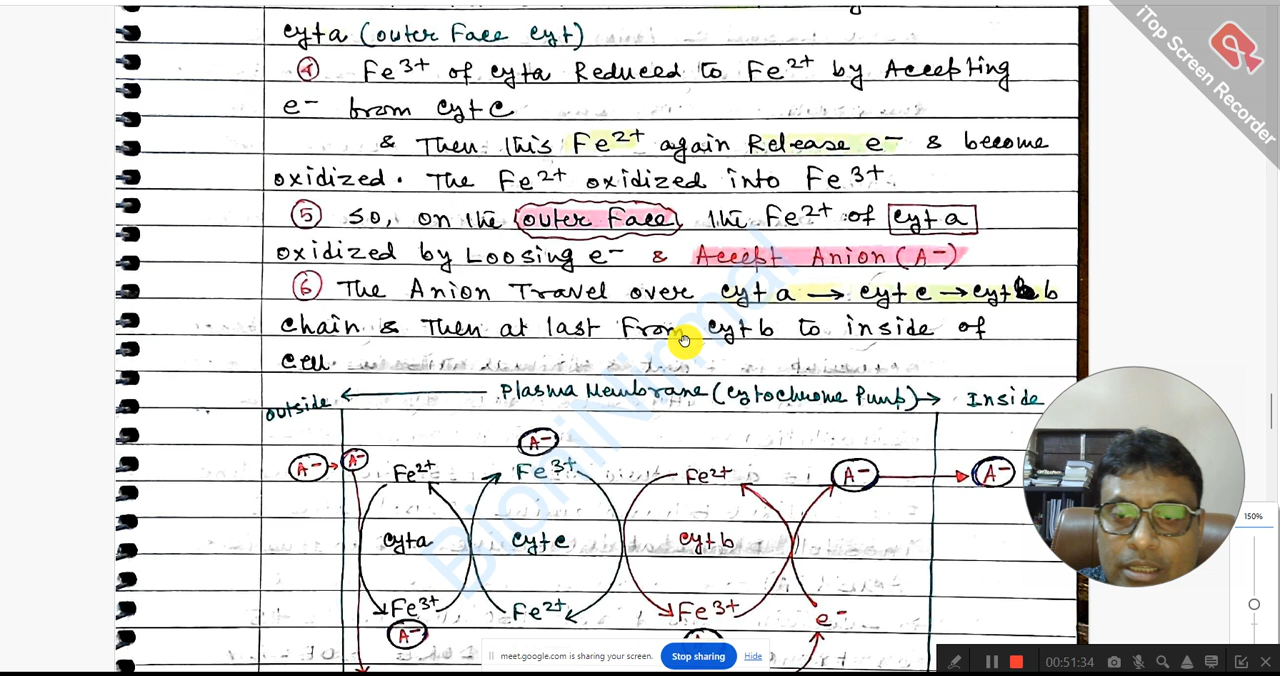 cyta (outer Face Cyt)
④ Fe3+ of cyta Reduced to Fe2+ by Accepting
e- from cyt c
& Then this Fe2+ again Release e- & become
oxidized. The Fe2+ oxidized into Fe3+.
⑤ So, on the outer Face, the Fe2+ of cyt a
oxidized by Loosing e- & Accept Anion (A-)
⑥ The Anion Travel over cyt a → cyt c → cyt b
chain & Then at last From cyt b to inside of
cell.
outside ← Plasma Membrane (Cytochrome Pump) → Inside
A- → A- Fe2+ A- Fe3+ Fe2+ A- → A-
cyta cytc cytb
Fe3+ Fe2+ Fe3+ e-
A-
BioNirmal
iTop Screen Recorder
150%
meet.google.com is sharing your screen. Stop sharing Hide
00:51:34